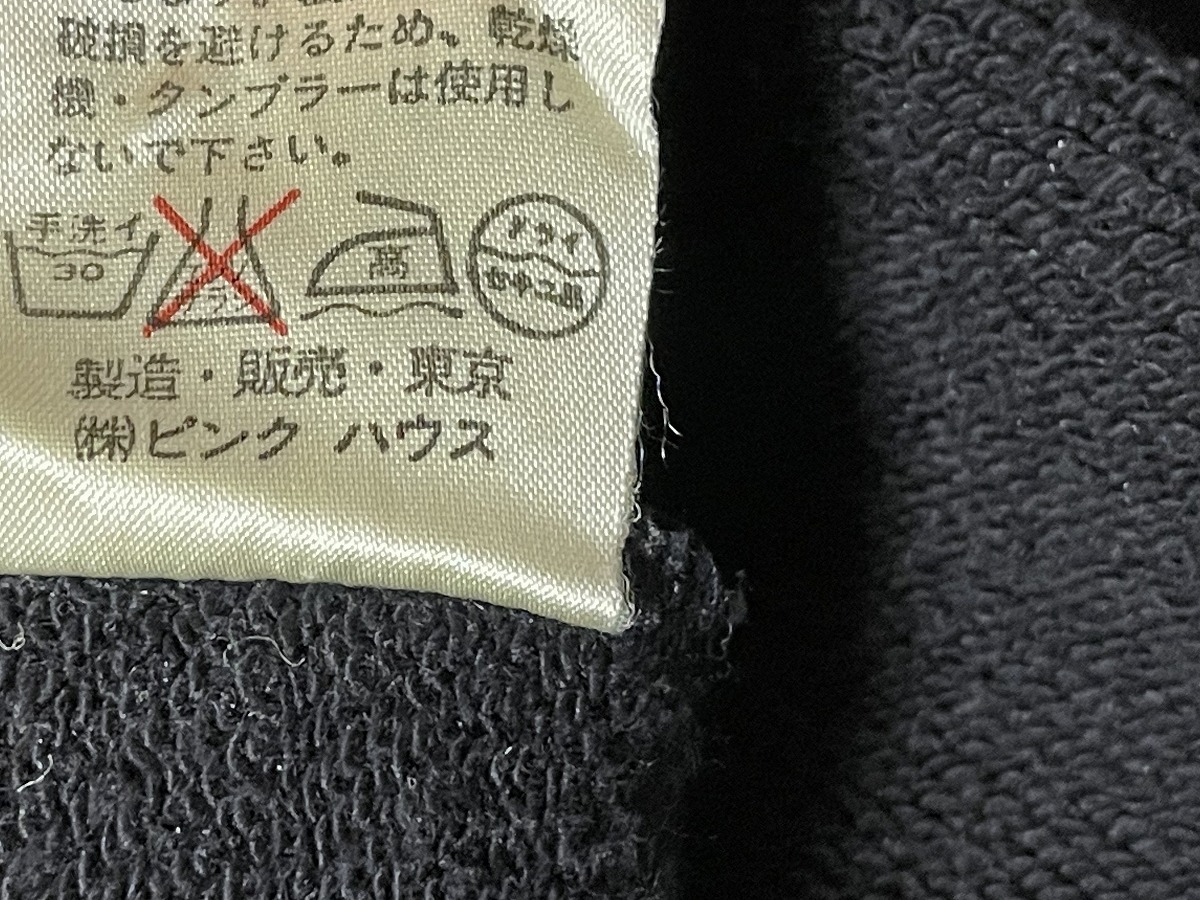 破損を避けるため、乾燥
機・タンブラーは使用し
ないで下さい。
手洗イ
30
高
ドライ
製造・販売・東京
(株)ピンク ハウス